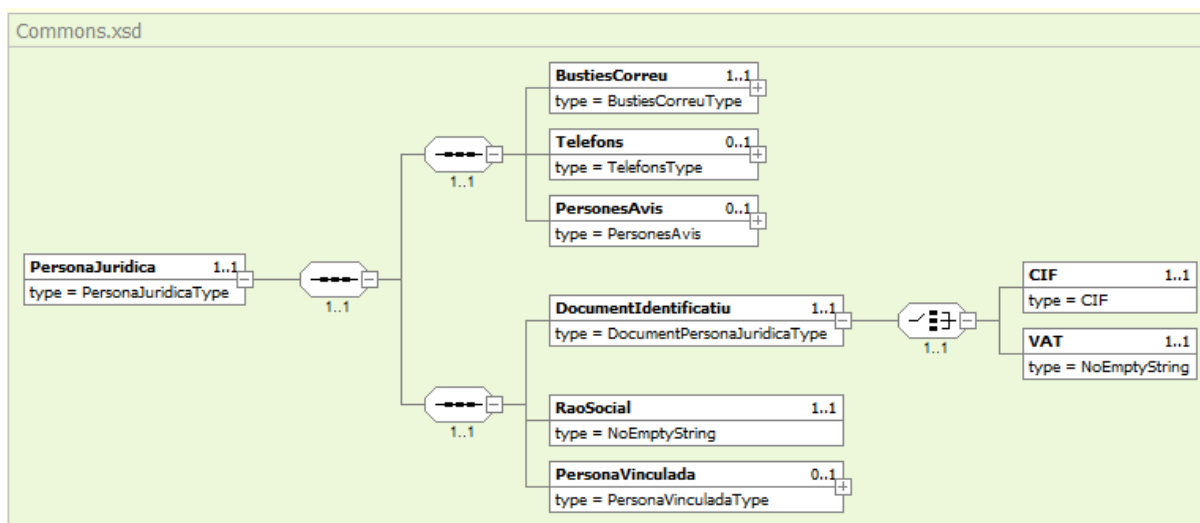 Commons.xsd
BustiesCorreu 1..1
type = BustiesCorreuType
Telefons 0..1
type = TelefonsType
1..1
PersonesAvis 0..1
type = PersonesAvis
PersonaJuridica 1..1
type = PersonaJuridicaType
1..1
DocumentIdentificatiu 1..1
type = DocumentPersonaJuridicaType
1..1
CIF 1..1
type = CIF
VAT 1..1
type = NoEmptyString
RaoSocial 1..1
type = NoEmptyString
1..1
PersonaVinculada 0..1
type = PersonaVinculadaType